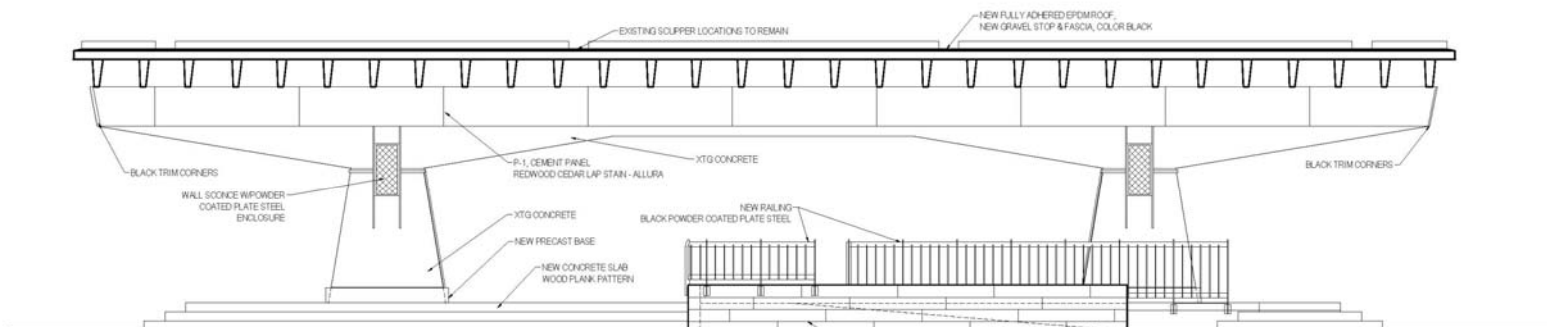 NEW FULLY ADHERED EPDM ROOF,
NEW GRAVEL STOP & FASCIA, COLOR BLACK
EXISTING SCUPPER LOCATIONS TO REMAIN
BLACK TRIM CORNERS
P-1, CEMENT PANEL
REDWOOD CEDAR LAP STAIN - ALLURA
XTG CONCRETE
BLACK TRIM CORNERS
WALL SCONCE W/POWDER
COATED PLATE STEEL
ENCLOSURE
XTG CONCRETE
NEW RAILING
BLACK POWDER COATED PLATE STEEL
NEW PRECAST BASE
NEW CONCRETE SLAB
WOOD PLANK PATTERN